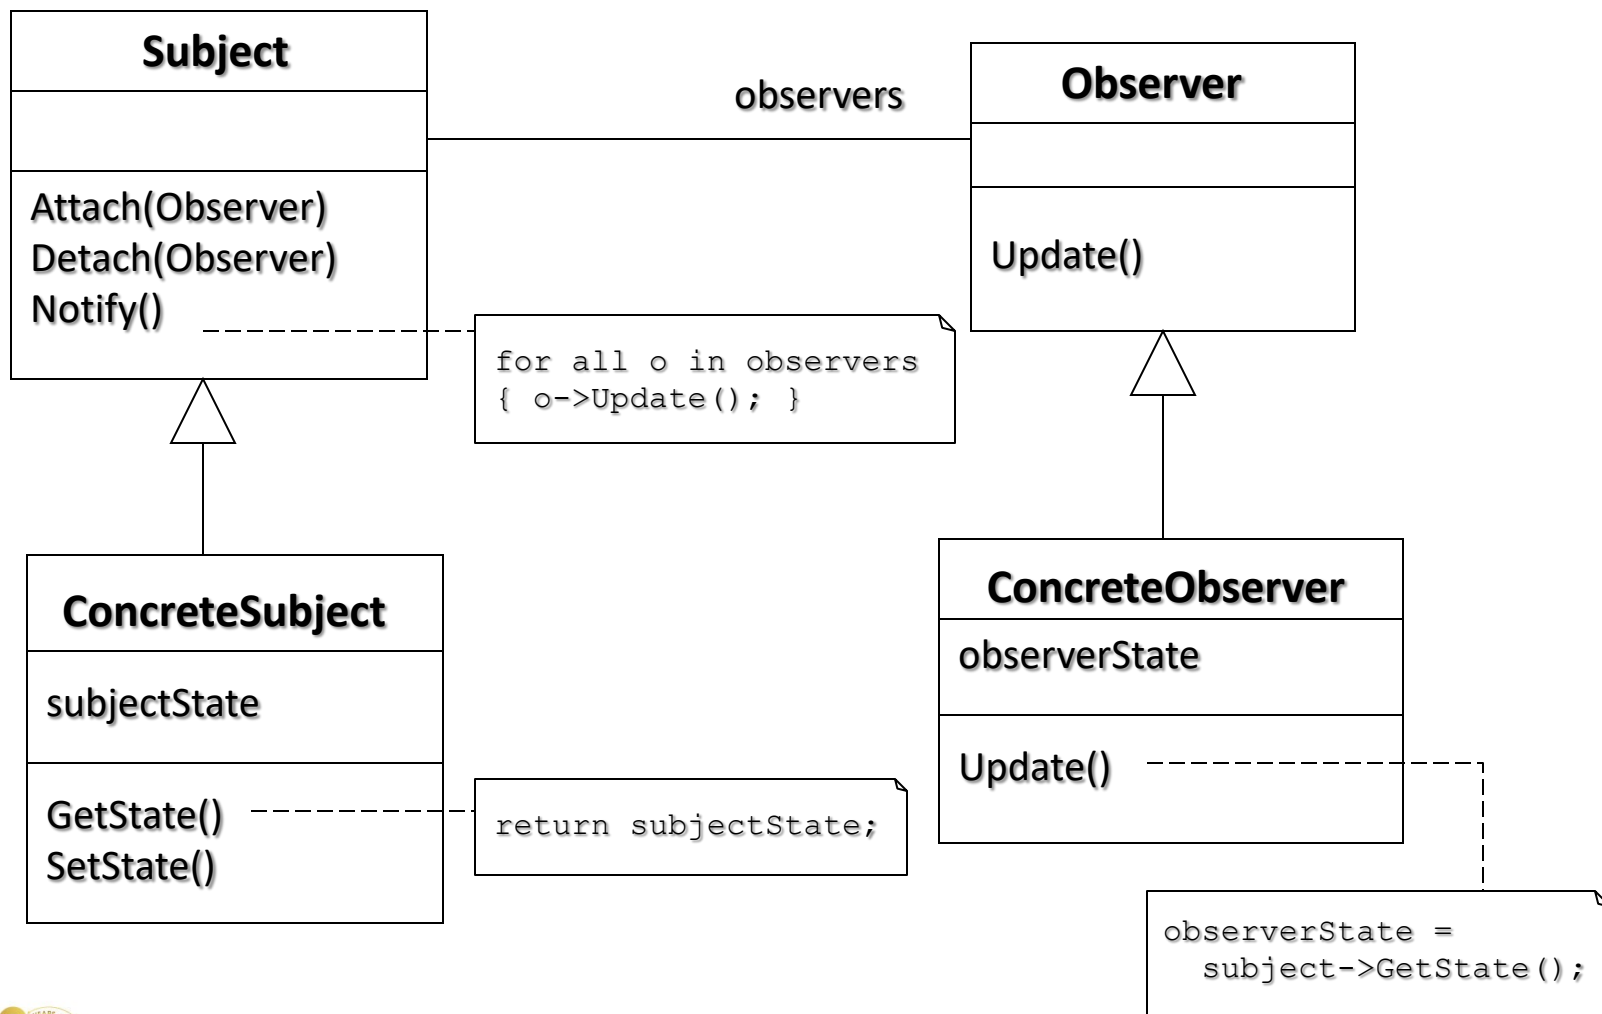 Subject
Attach(Observer)
Detach(Observer)
Notify()
observers
Observer
Update()
for all o in observers
{ o->Update(); }
ConcreteSubject
subjectState
GetState()
SetState()
return subjectState;
ConcreteObserver
observerState
Update()
observerState =
subject->GetState();